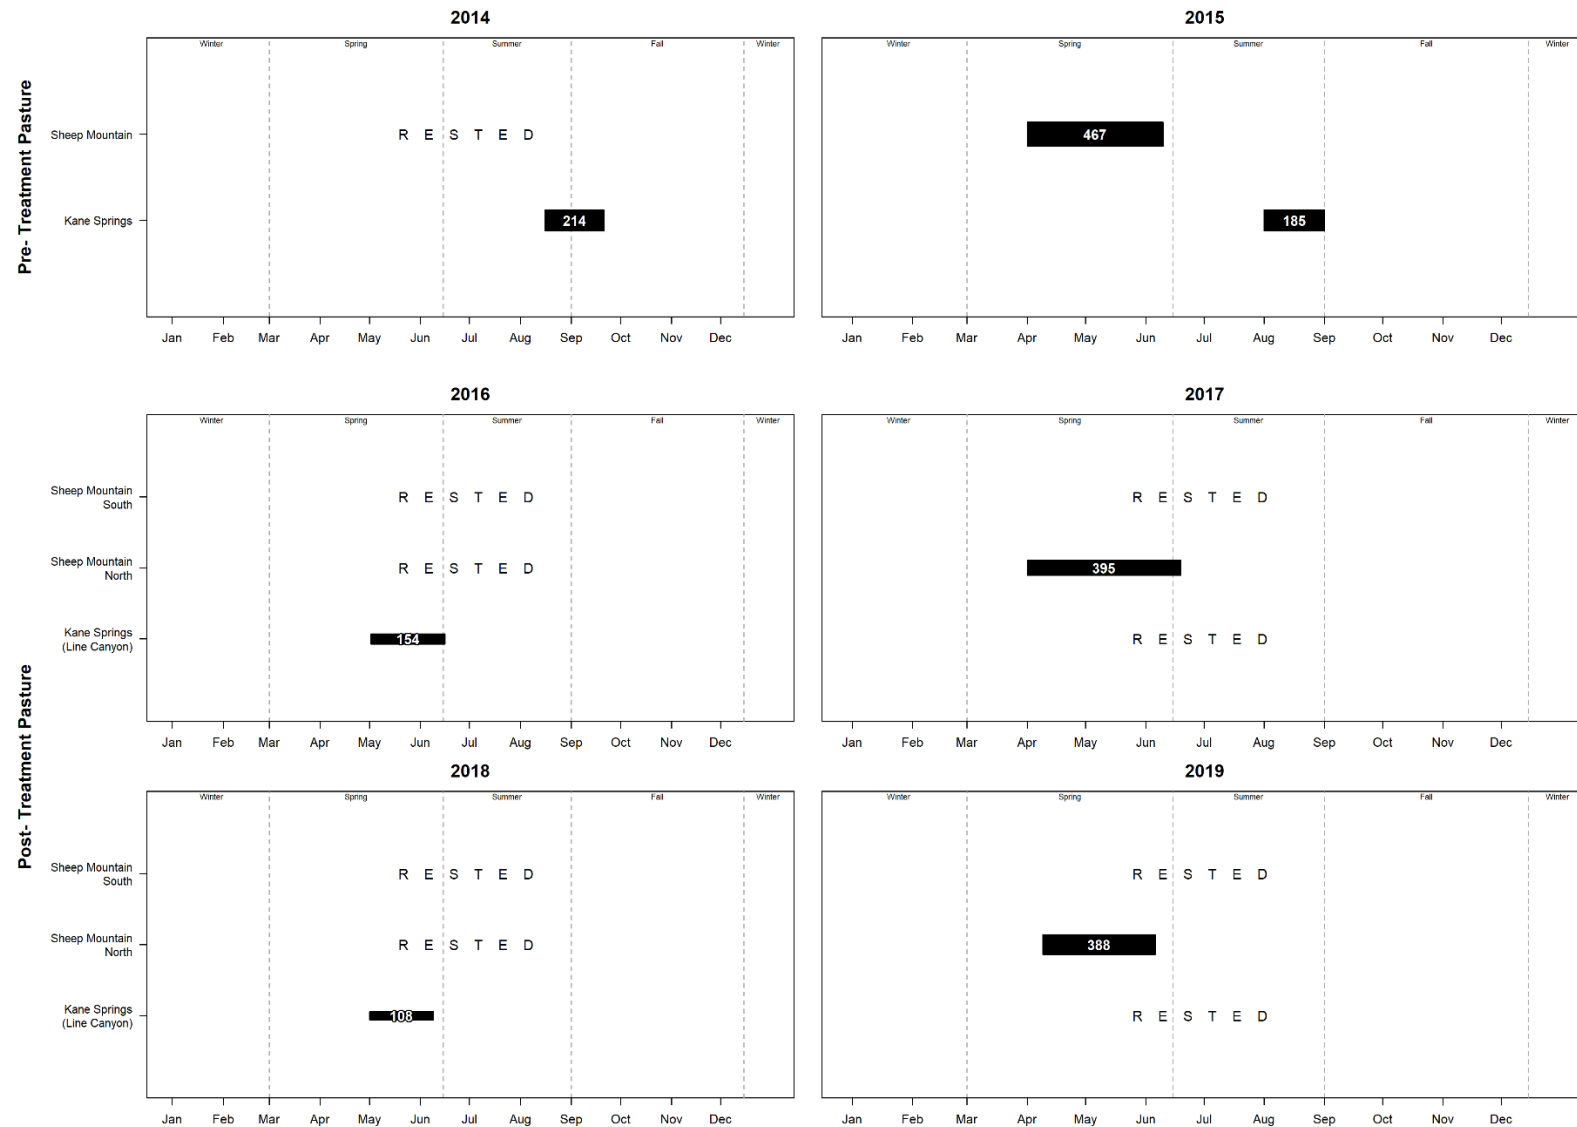 2014
2015
Pre- Treatment Pasture
Winter Spring Summer Fall Winter
Winter Spring Summer Fall Winter
Sheep Mountain
R E S T E D
467
Kane Springs
214
185
Jan Feb Mar Apr May Jun Jul Aug Sep Oct Nov Dec
Jan Feb Mar Apr May Jun Jul Aug Sep Oct Nov Dec
2016
2017
Post- Treatment Pasture
Winter Spring Summer Fall Winter
Winter Spring Summer Fall Winter
Sheep Mountain
South
R E S T E D
R E S T E D
Sheep Mountain
North
R E S T E D
395
Kane Springs
(Line Canyon)
154
R E S T E D
Jan Feb Mar Apr May Jun Jul Aug Sep Oct Nov Dec
Jan Feb Mar Apr May Jun Jul Aug Sep Oct Nov Dec
2018
2019
Winter Spring Summer Fall Winter
Winter Spring Summer Fall Winter
Sheep Mountain
South
R E S T E D
R E S T E D
Sheep Mountain
North
R E S T E D
388
Kane Springs
(Line Canyon)
108
R E S T E D
Jan Feb Mar Apr May Jun Jul Aug Sep Oct Nov Dec
Jan Feb Mar Apr May Jun Jul Aug Sep Oct Nov Dec